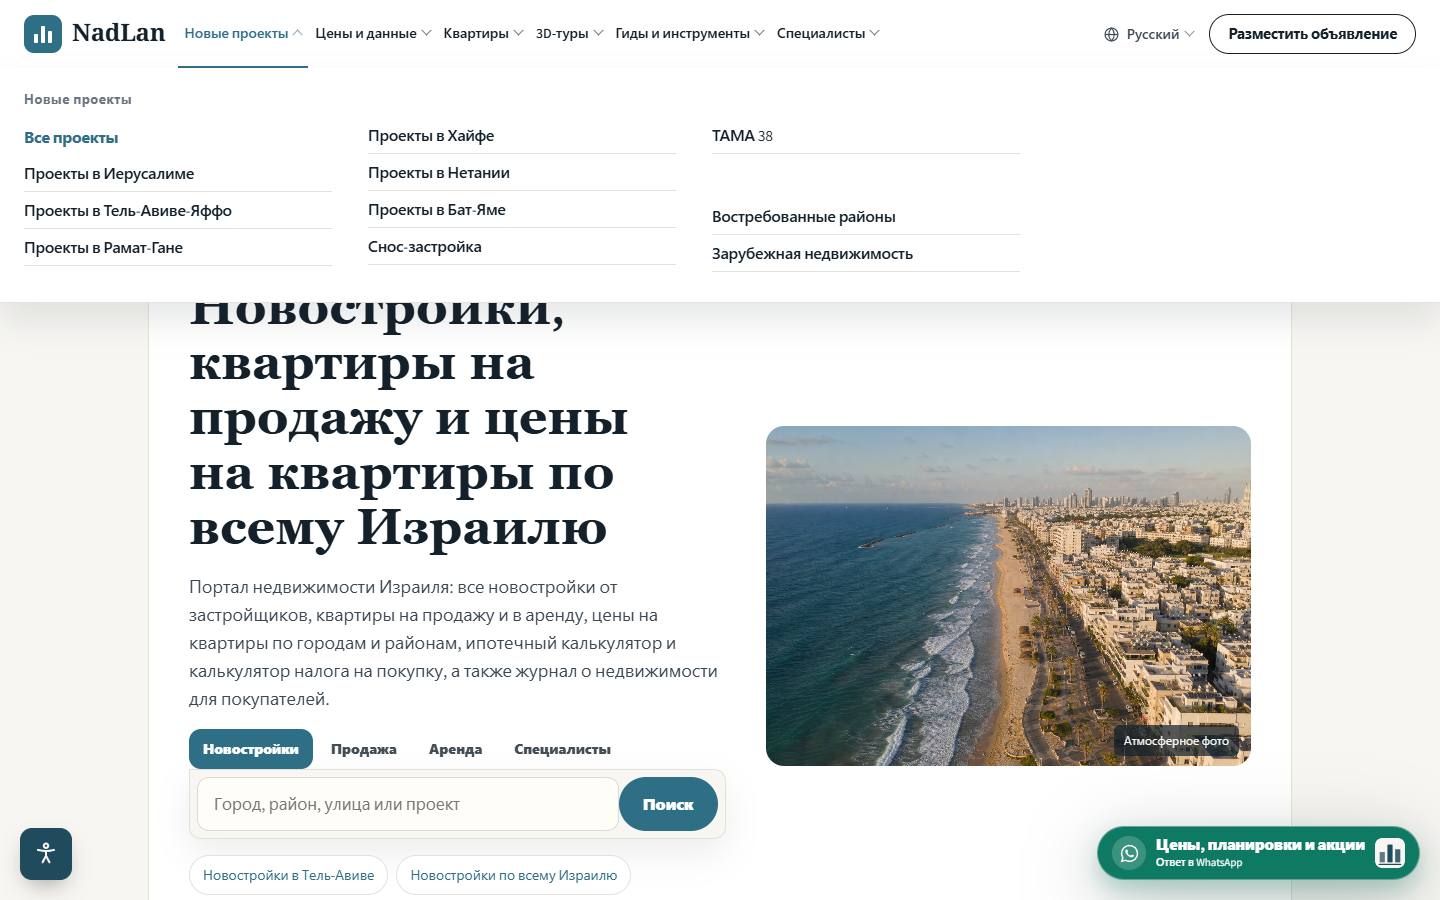 NadLan
Новые проекты
Цены и данные
Квартиры
3D-туры
Гиды и инструменты
Специалисты
Русский
Разместить объявление
Новые проекты
Все проекты
Проекты в Иерусалиме
Проекты в Тель-Авиве-Яффо
Проекты в Рамат-Гане
Проекты в Хайфе
Проекты в Нетании
Проекты в Бат-Яме
Снос-застройка
ТАМА 38
Востребованные районы
Зарубежная недвижимость
Новостройки,
квартиры на
продажу и цены
на квартиры по
всему Израилю
Портал недвижимости Израиля: все новостройки от
застройщиков, квартиры на продажу и в аренду, цены на
квартиры по городам и районам, ипотечный калькулятор и
калькулятор налога на покупку, а также журнал о недвижимости
для покупателей.
Новостройки
Продажа
Аренда
Специалисты
Город, район, улица или проект
Поиск
Новостройки в Тель-Авиве
Новостройки по всему Израилю
Атмосферное фото
Цены, планировки и акции
Ответ в WhatsApp